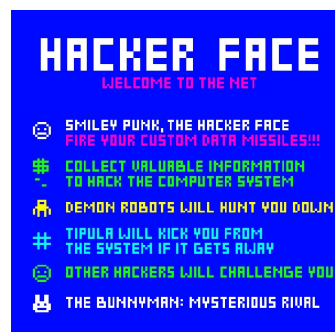 HACKER FACE
WELCOME TO THE NET
SMILEY PUNK, THE HACKER FACE
FIRE YOUR CUSTOM DATA MISSILES!!!
$ COLLECT VALUABLE INFORMATION
TO HACK THE COMPUTER SYSTEM
DEMON ROBOTS WILL HUNT YOU DOWN
# TIPULA WILL KICK YOU FROM
THE SYSTEM IF IT GETS AWAY
OTHER HACKERS WILL CHALLENGE YOU
THE BUNNYMAN: MYSTERIOUS RIVAL